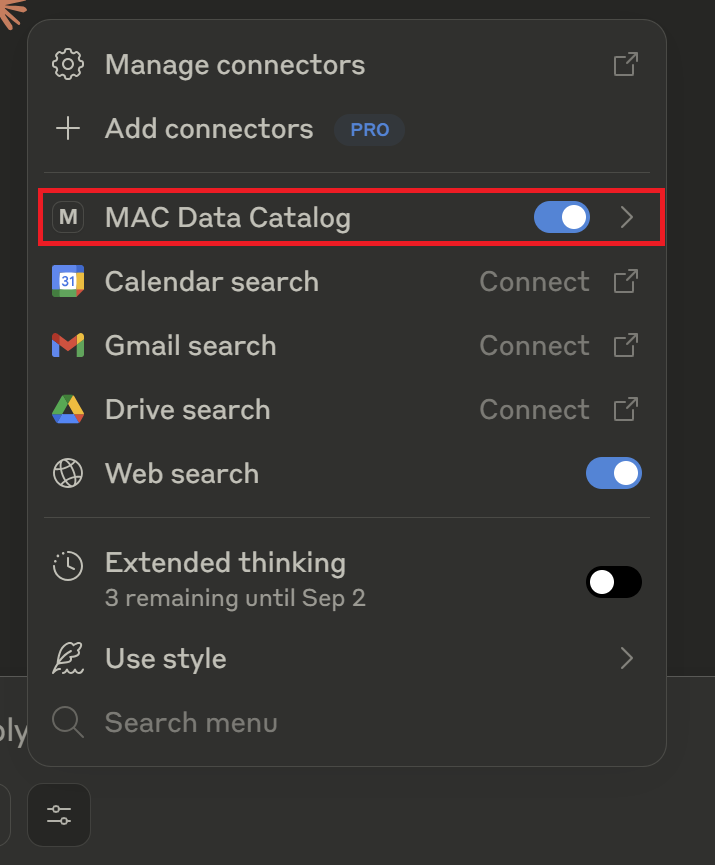 Manage connectors
Add connectors PRO
M MAC Data Catalog
31 Calendar search Connect
Gmail search Connect
Drive search Connect
Web search
Extended thinking
3 remaining until Sep 2
Use style
ply
Search menu